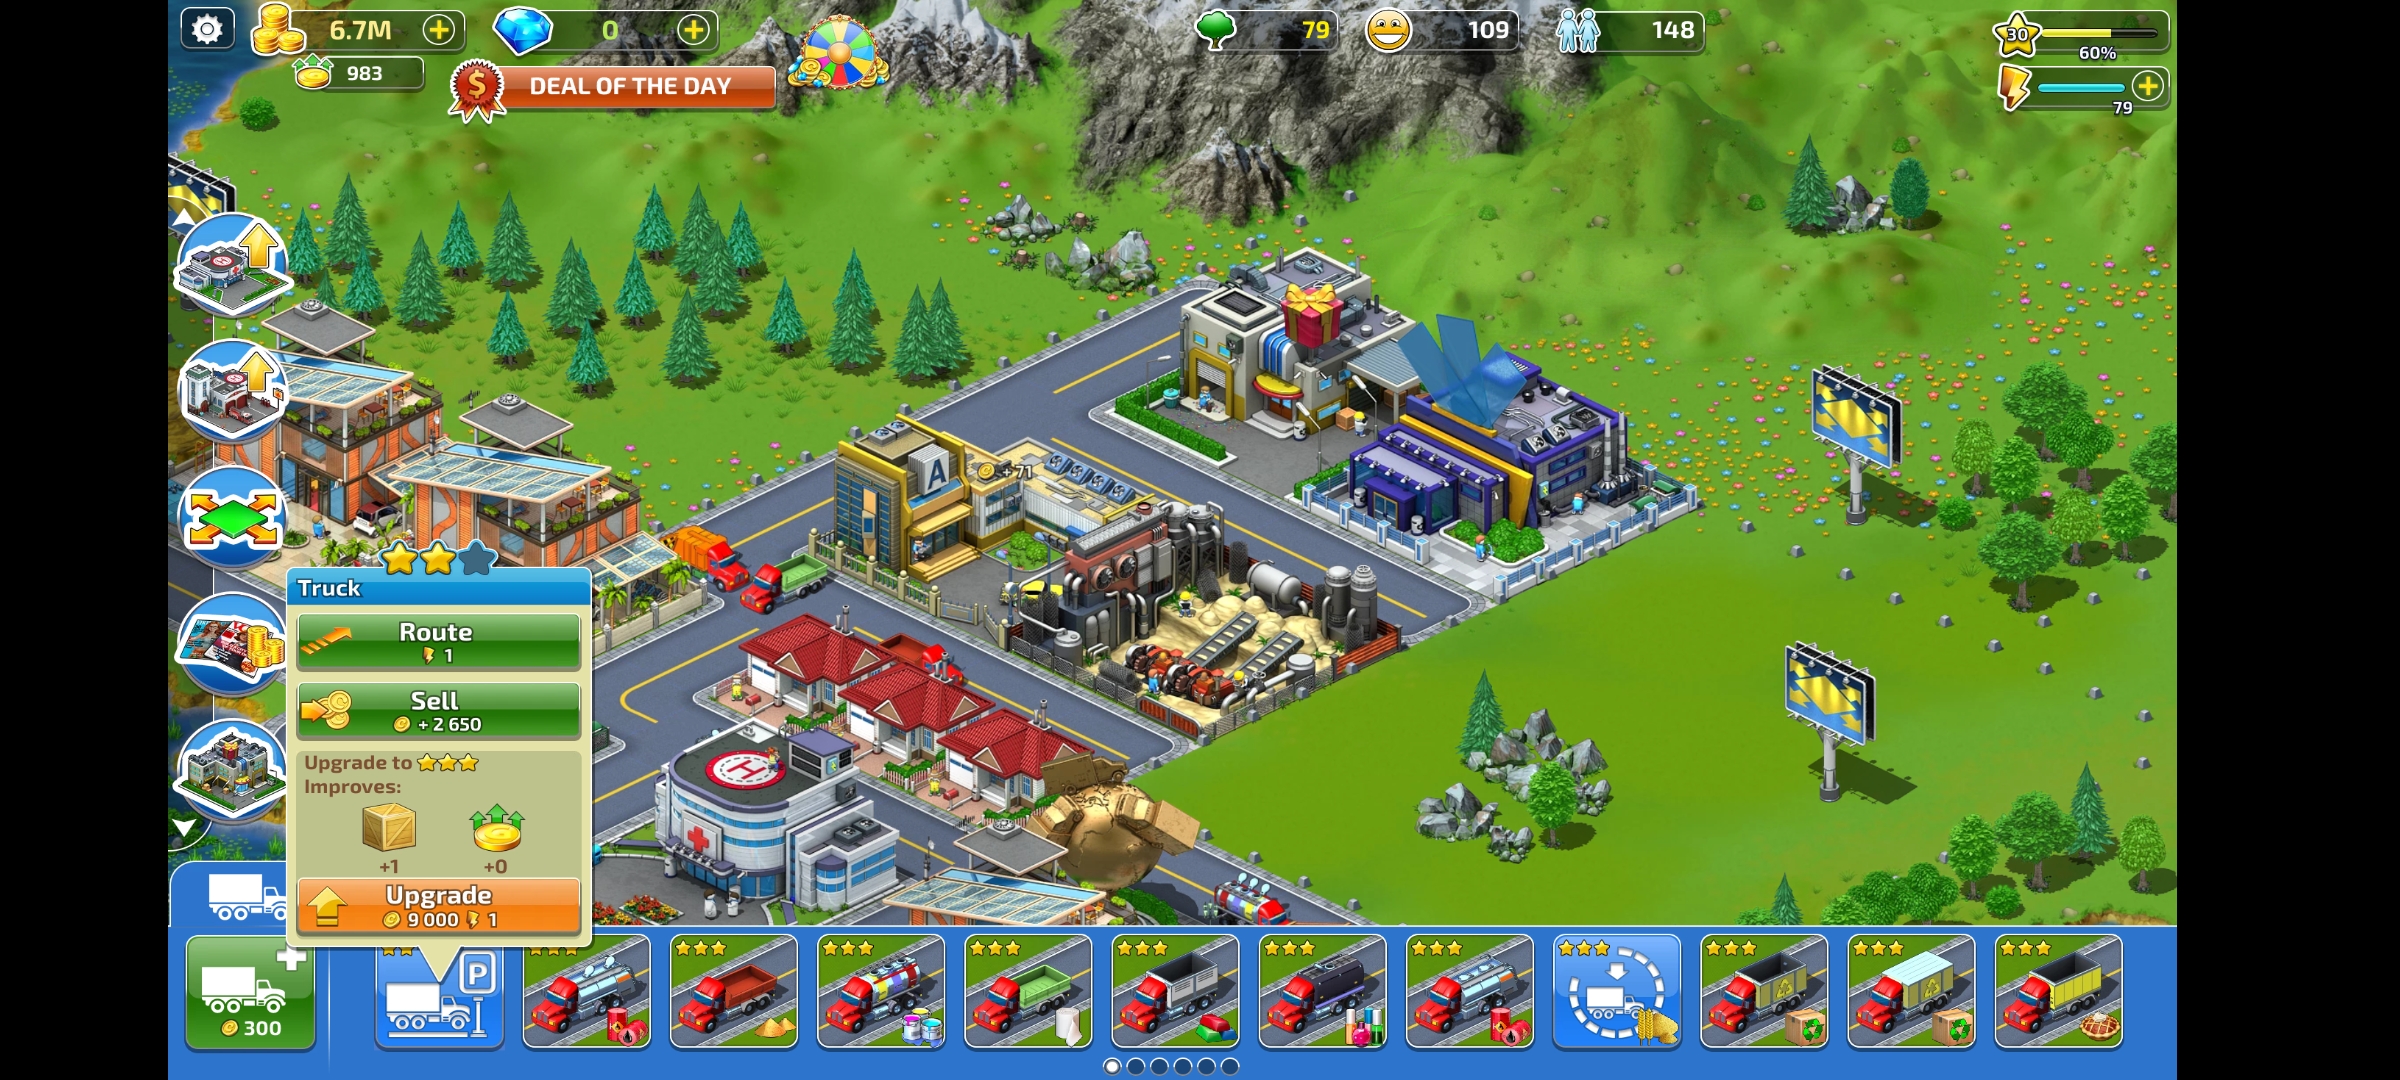 6.7M
0
79
109
148
30
60%
983
DEAL OF THE DAY
79
A
+71
H
Truck
Route
1
Sell
+2 650
Upgrade to
Improves:
+1
+0
Upgrade
9 000 1
P
300